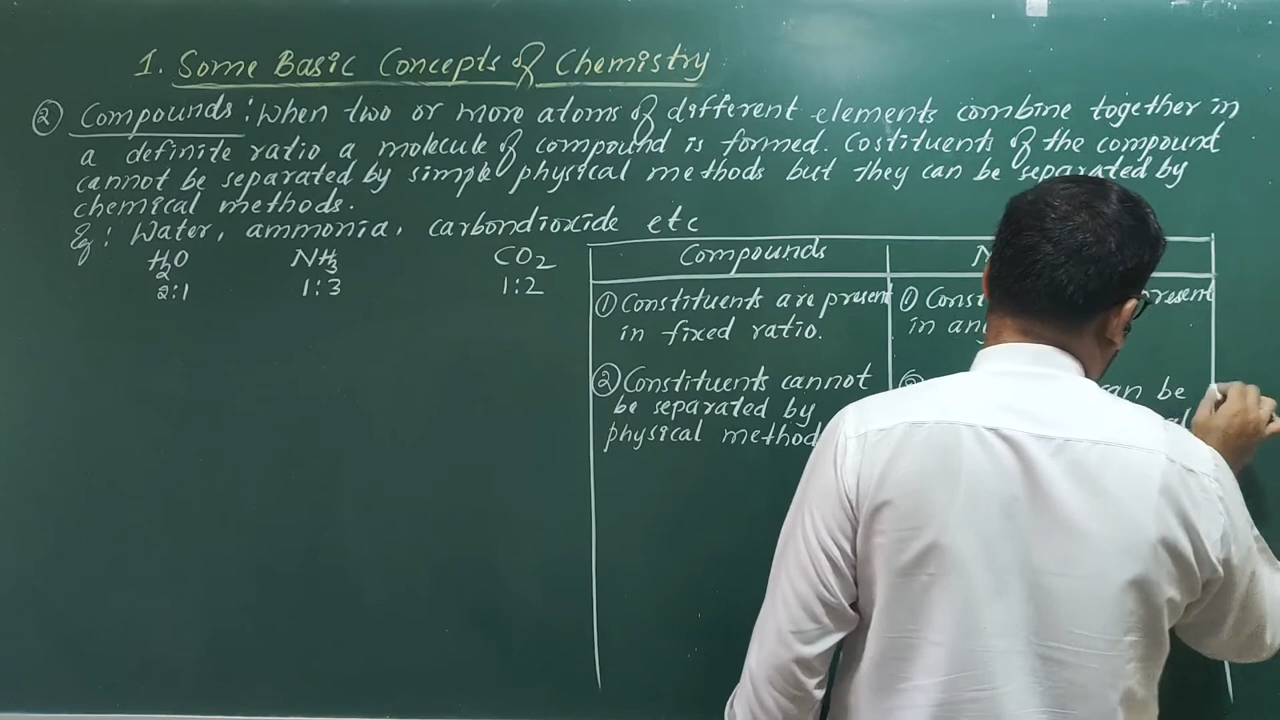 1. Some Basic Concepts of Chemistry
② Compounds : When two or more atoms of different elements combine together in
a definite ratio a molecule of compound is formed. Costituents of the compound
cannot be separated by simple physical methods but they can be separated by
chemical methods.
Eg: Water, ammonia, carbondioxide etc
H₂O NH₃ CO₂
2:1 1:3 1:2
Compounds
① Constituents are present
in fixed ratio.
② Constituents cannot
be separated by
physical method
①
present
in
can be